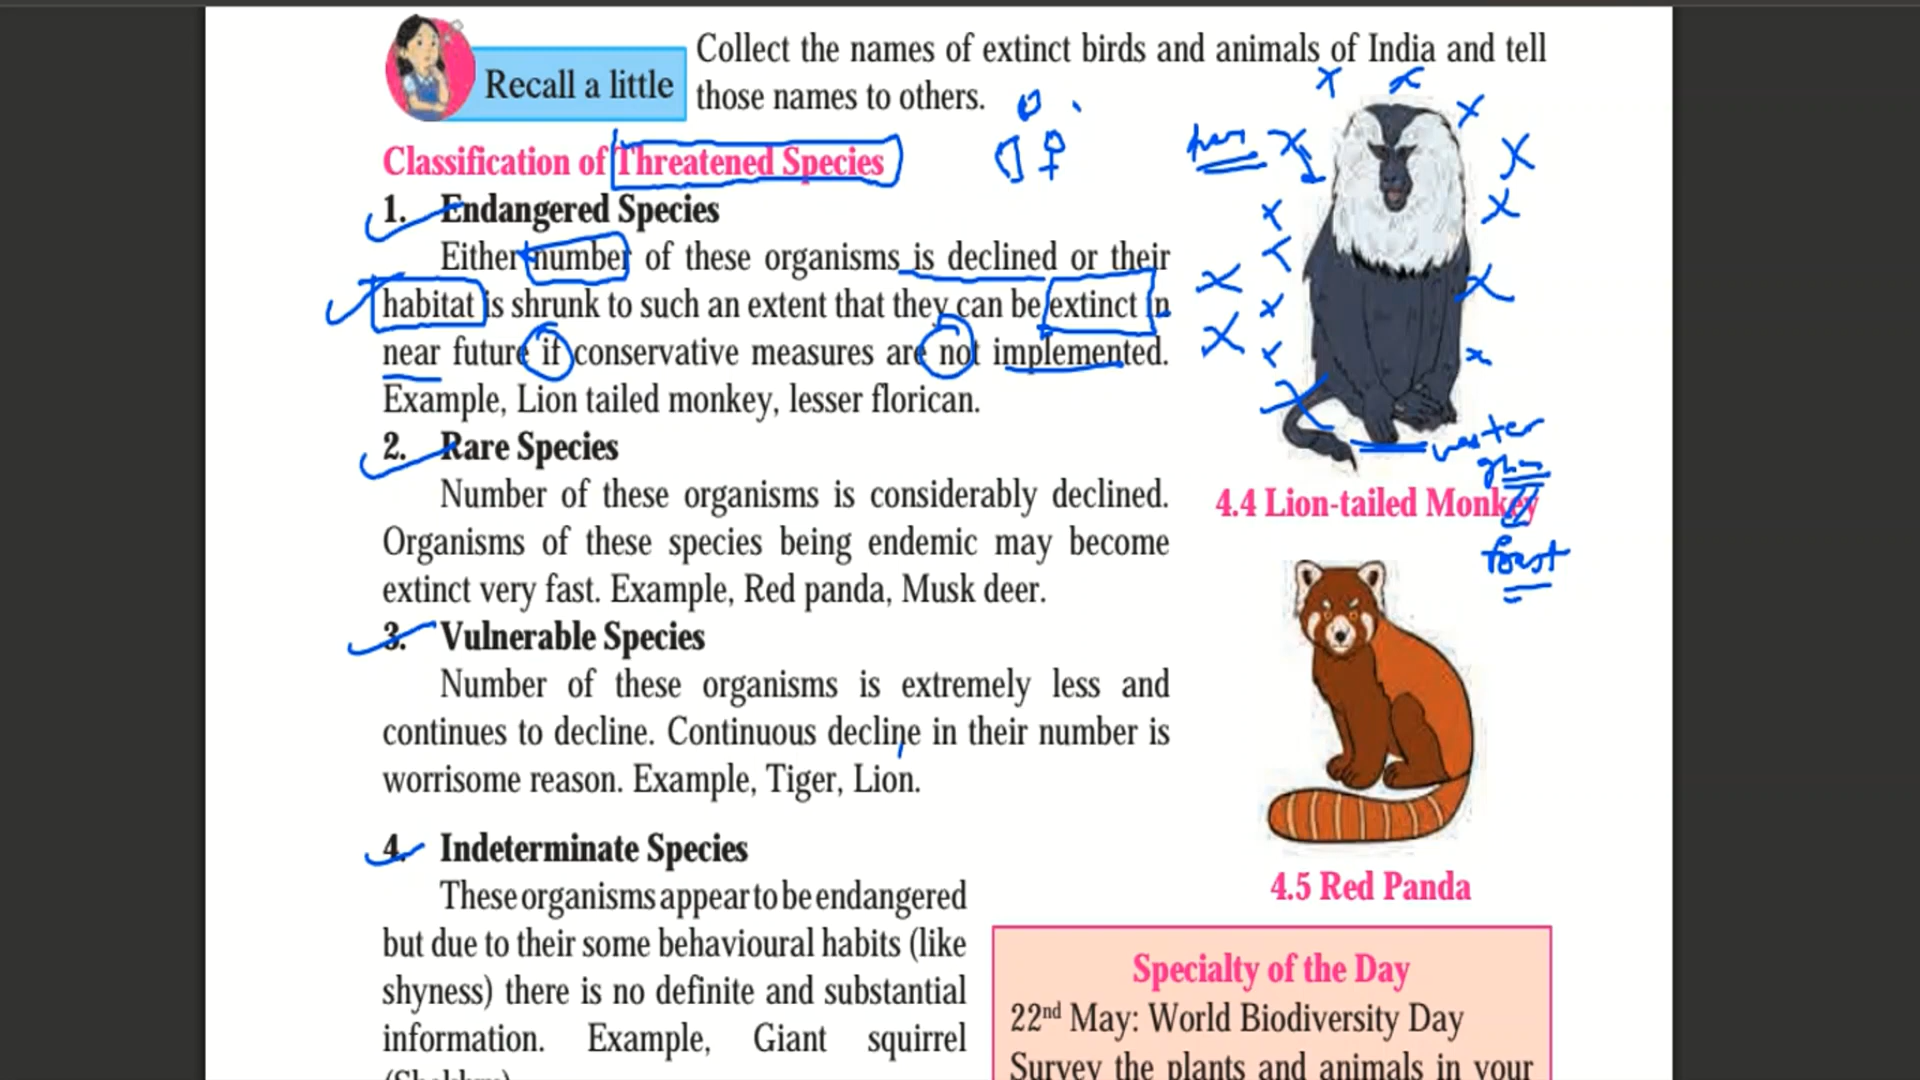 Collect the names of extinct birds and animals of India and tell
Recall a little
those names to others.
Classification of Threatened Species
1. Endangered Species
Either number of these organisms is declined or their
habitat is shrunk to such an extent that they can be extinct in
near future if conservative measures are not implemented.
Example, Lion tailed monkey, lesser florican.
2. Rare Species
Number of these organisms is considerably declined.
Organisms of these species being endemic may become
extinct very fast. Example, Red panda, Musk deer.
3. Vulnerable Species
Number of these organisms is extremely less and
continues to decline. Continuous decline in their number is
worrisome reason. Example, Tiger, Lion.
4. Indeterminate Species
These organisms appear to be endangered
but due to their some behavioural habits (like
shyness) there is no definite and substantial
information. Example, Giant squirrel
4.4 Lion-tailed Monkey
forest
4.5 Red Panda
Specialty of the Day
22nd May: World Biodiversity Day
Survey the plants and animals in your